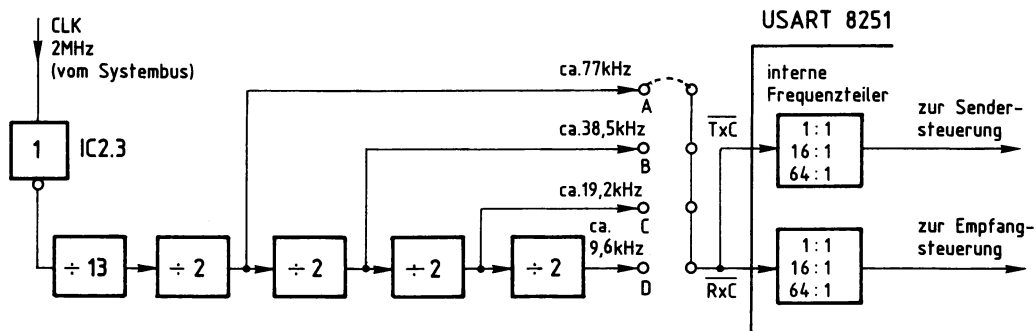 CLK
2MHz
(vom Systembus)
1
IC2.3
÷ 13
÷ 2
÷ 2
÷ 2
÷ 2
ca.77kHz
A
ca.38,5kHz
B
ca.19,2kHz
C
ca.
9,6kHz
D
USART 8251
interne
Frequenzteiler
TxC
1:1
16:1
64:1
zur Sender-
steuerung
RxC
1:1
16:1
64:1
zur Empfang-
steuerung